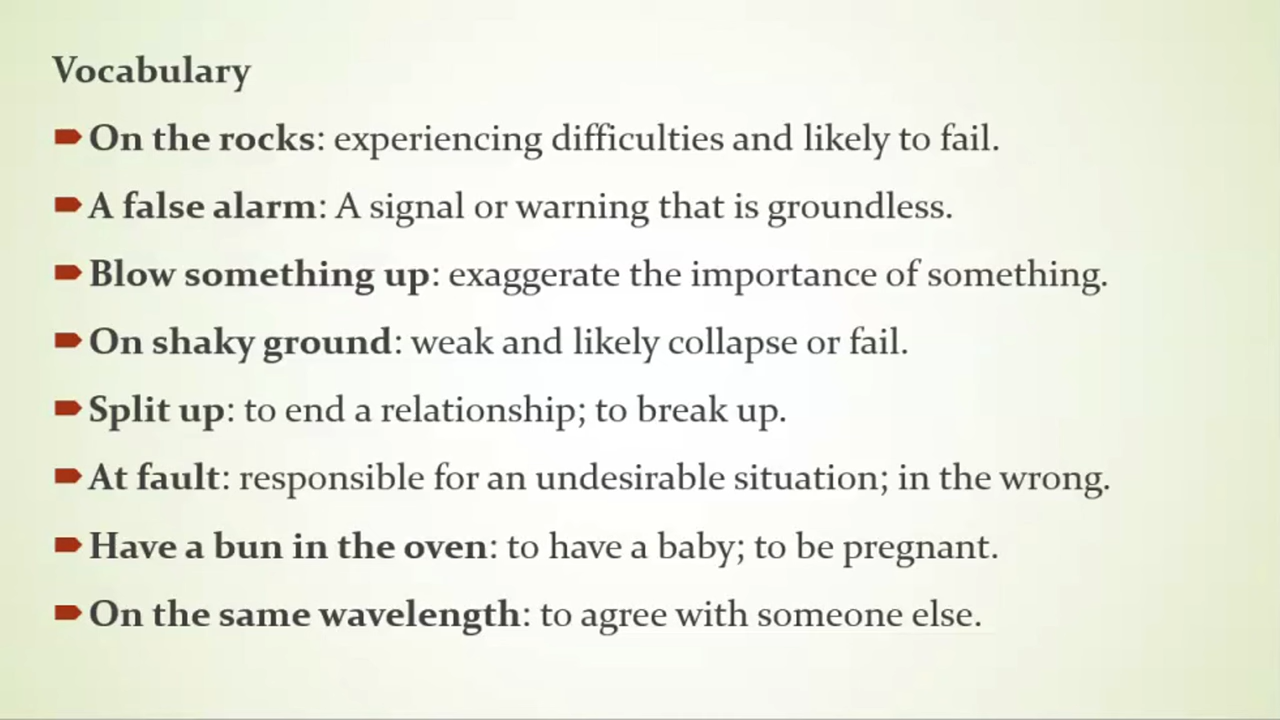 Vocabulary
On the rocks: experiencing difficulties and likely to fail.
A false alarm: A signal or warning that is groundless.
Blow something up: exaggerate the importance of something.
On shaky ground: weak and likely collapse or fail.
Split up: to end a relationship; to break up.
At fault: responsible for an undesirable situation; in the wrong.
Have a bun in the oven: to have a baby; to be pregnant.
On the same wavelength: to agree with someone else.